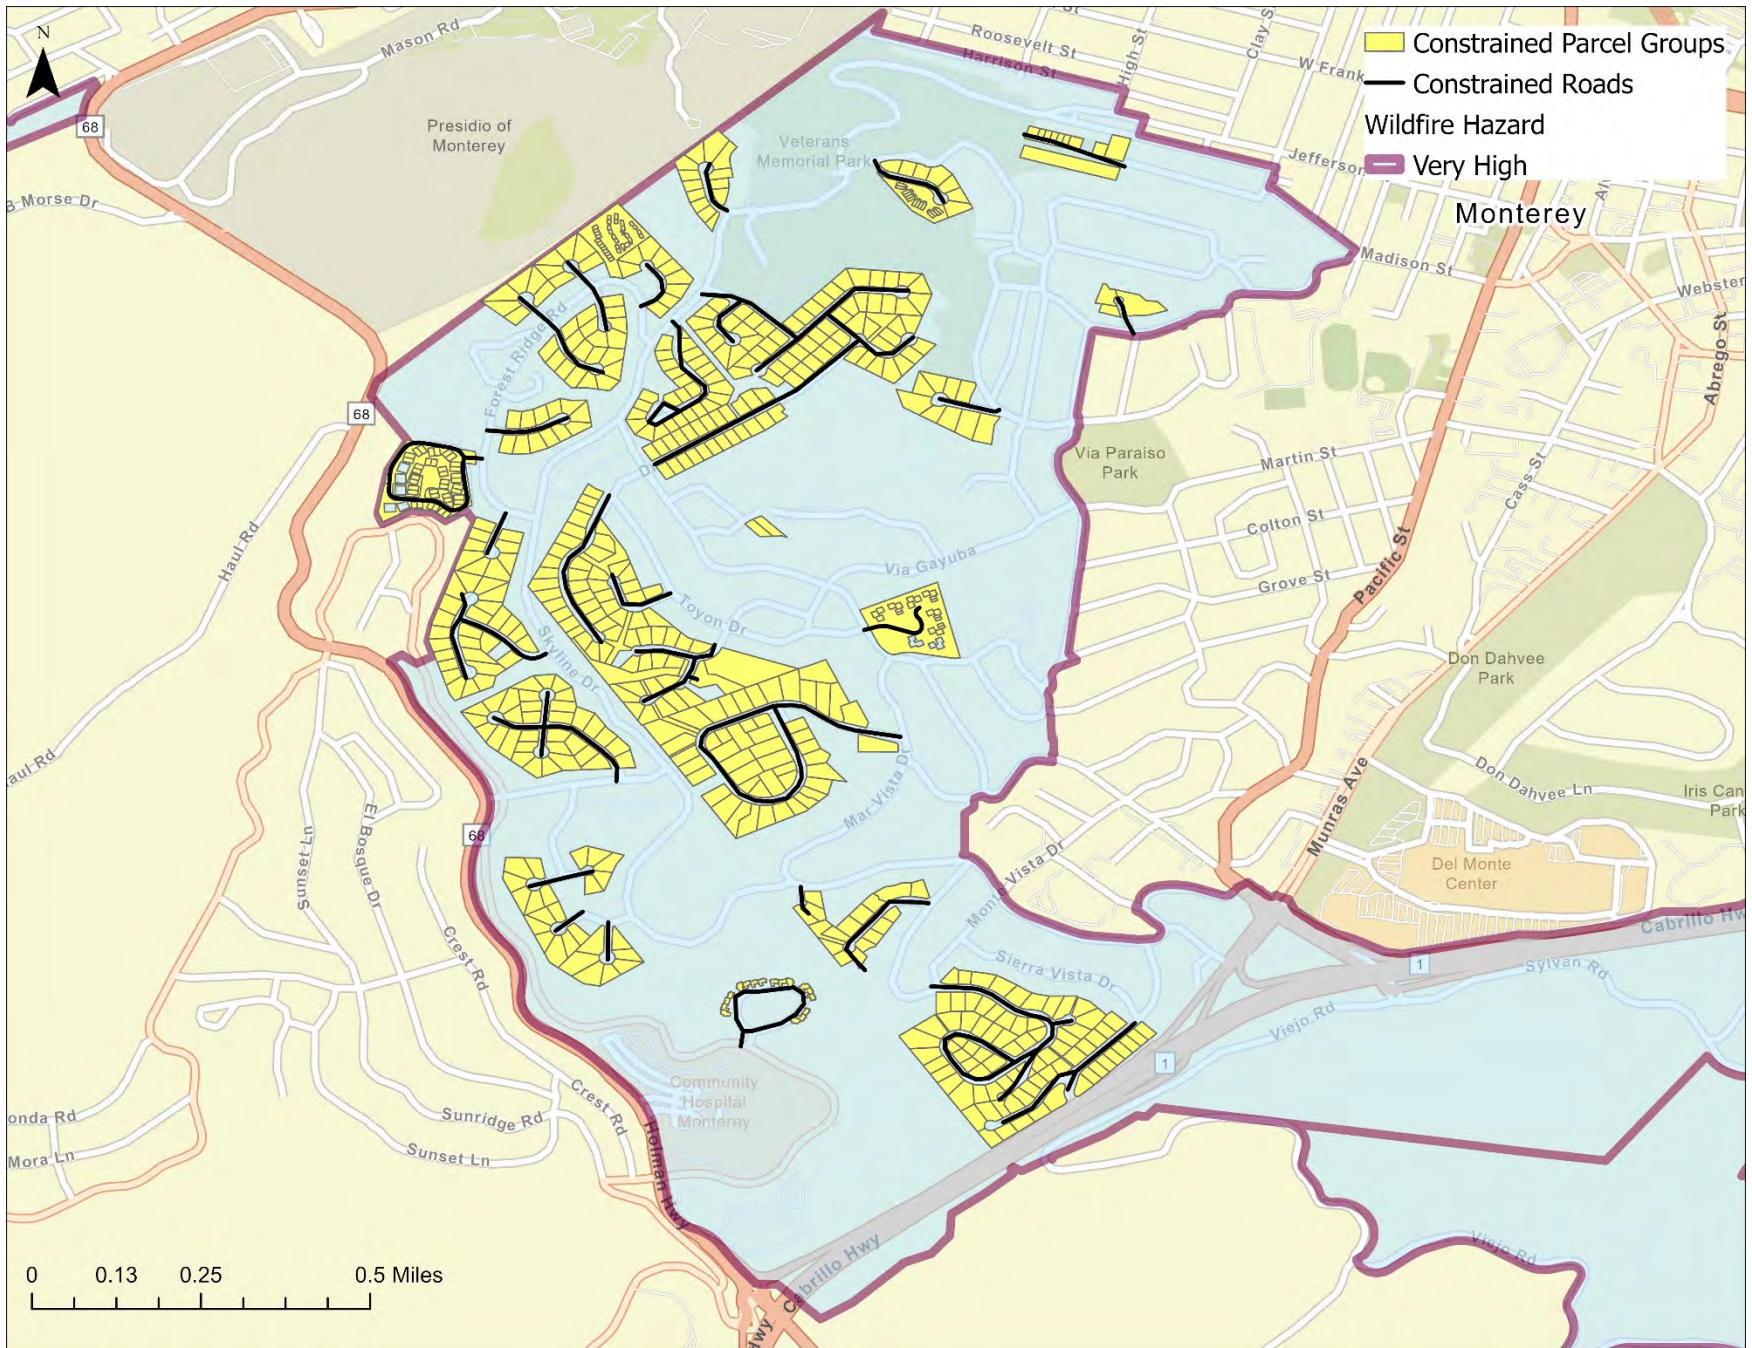 N
Mason Rd
68
Presidio of
Monterey
B Morse Dr
Roosevelt St
Harrison St
High St
Clay S
W Frank
Constrained Parcel Groups
Constrained Roads
Wildfire Hazard
Very High
Veterans
Memorial Park
Jefferson
Monterey
Madison St
Webster
Abrego St
Forest Ridge Rd
68
Via Paraiso
Park
Martin St
Cass St
Colton St
Grove St
Pacific St
Haul Rd
Via Gayuba
Toyon Dr
Skyline Dr
Don Dahvee
Park
aul Rd
Don Dahvee Ln
Iris Can
Park
Munras Ave
Mar Vista Dr
El Bosque Dr
Sunset Ln
68
Del Monte
Center
Monte Vista Dr
Cabrillo Hw
Crest Rd
Sierra Vista Dr
1
Sylvan Rd
Viejo Rd
1
Community
Hospital
Monterey
Crest Rd
onda Rd
Sunridge Rd
Mora Ln
Sunset Ln
Holman Hwy
Cabrillo Hwy
Viejo Rd
Hwy
0 0.13 0.25 0.5 Miles